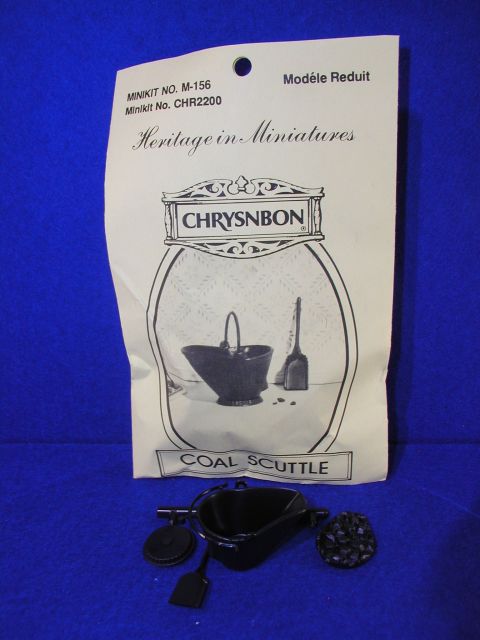 MINIKIT NO. M-156
Minikit No. CHR2200
Modéle Reduit
Heritage in Miniatures
CHRYSNBON®
COAL SCUTTLE